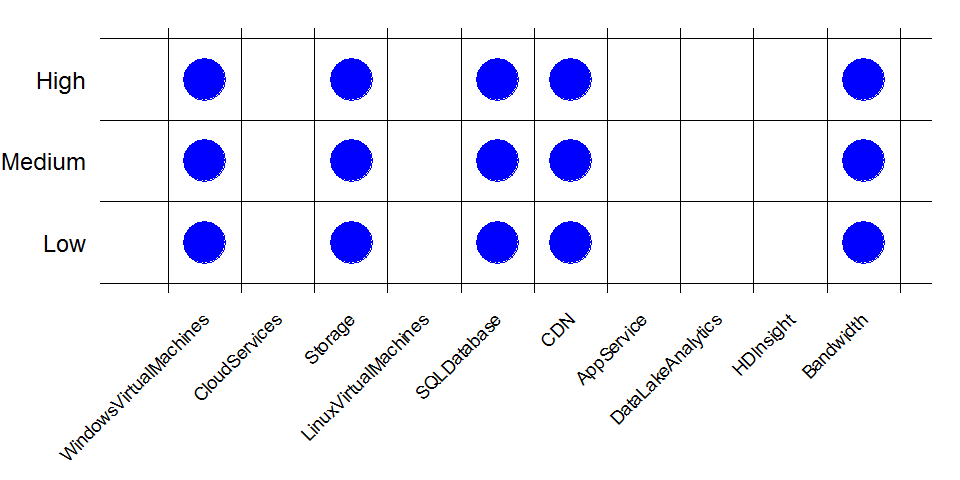 High
Medium
Low
WindowsVirtualMachines
CloudServices
Storage
LinuxVirtualMachines
SQLDatabase
CDN
AppService
DataLakeAnalytics
HDInsight
Bandwidth